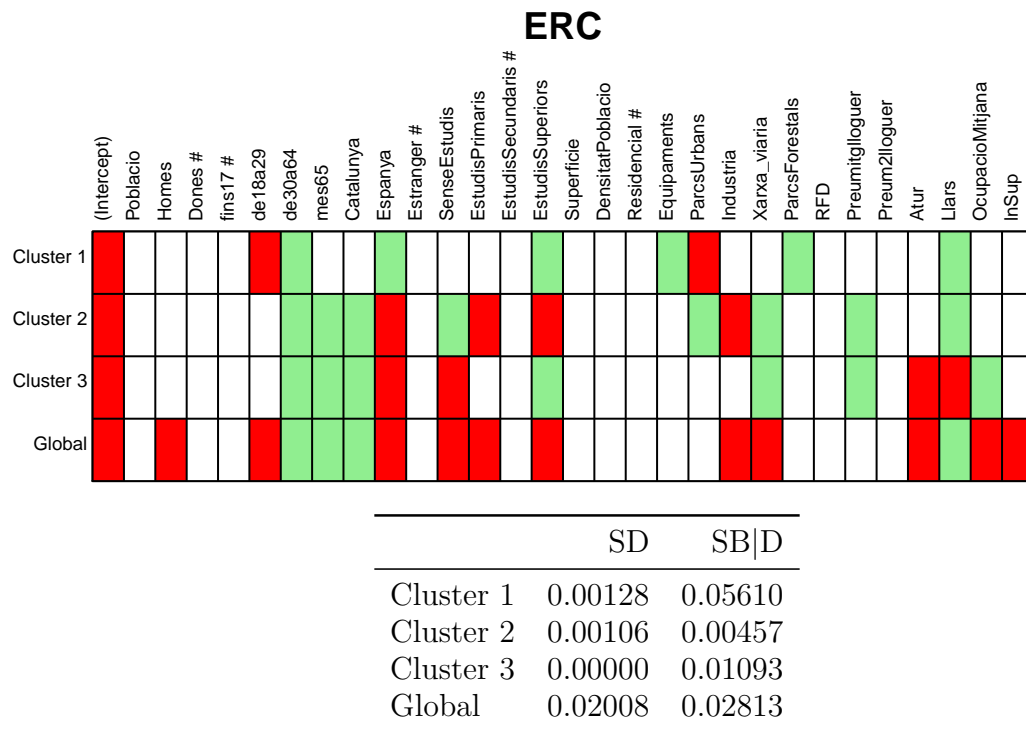 ERC
(Intercept)
Poblacio
Homes
Dones #
fins17 #
de18a29
de30a64
mes65
Catalunya
Espanya
Estranger #
SenseEstudis
EstudisPrimaris
EstudisSecundaris #
EstudisSuperiors
Superficie
DensitatPoblacio
Residencial #
Equipaments
ParcsUrbans
Industria
Xarxa_viaria
ParcsForestals
RFD
Preumitglloguer
Preum2lloguer
Atur
Llars
OcupacioMitjana
InSup
Cluster 1
Cluster 2
Cluster 3
Global
SD SB|D
Cluster 1 0.00128 0.05610
Cluster 2 0.00106 0.00457
Cluster 3 0.00000 0.01093
Global 0.02008 0.02813